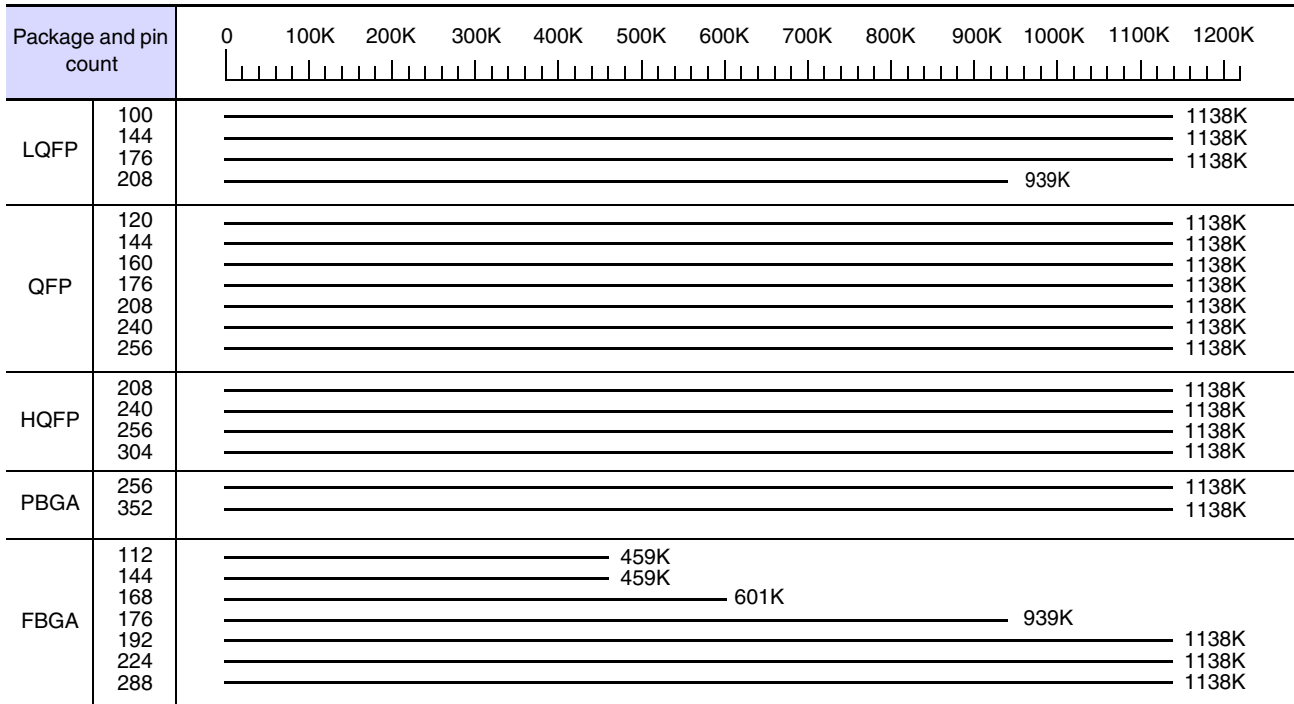 Package and pin count
0 100K 200K 300K 400K 500K 600K 700K 800K 900K 1000K 1100K 1200K
LQFP
100 1138K
144 1138K
176 1138K
208 939K
QFP
120 1138K
144 1138K
160 1138K
176 1138K
208 1138K
240 1138K
256 1138K
HQFP
208 1138K
240 1138K
256 1138K
304 1138K
PBGA
256 1138K
352 1138K
FBGA
112 459K
144 459K
168 601K
176 939K
192 1138K
224 1138K
288 1138K